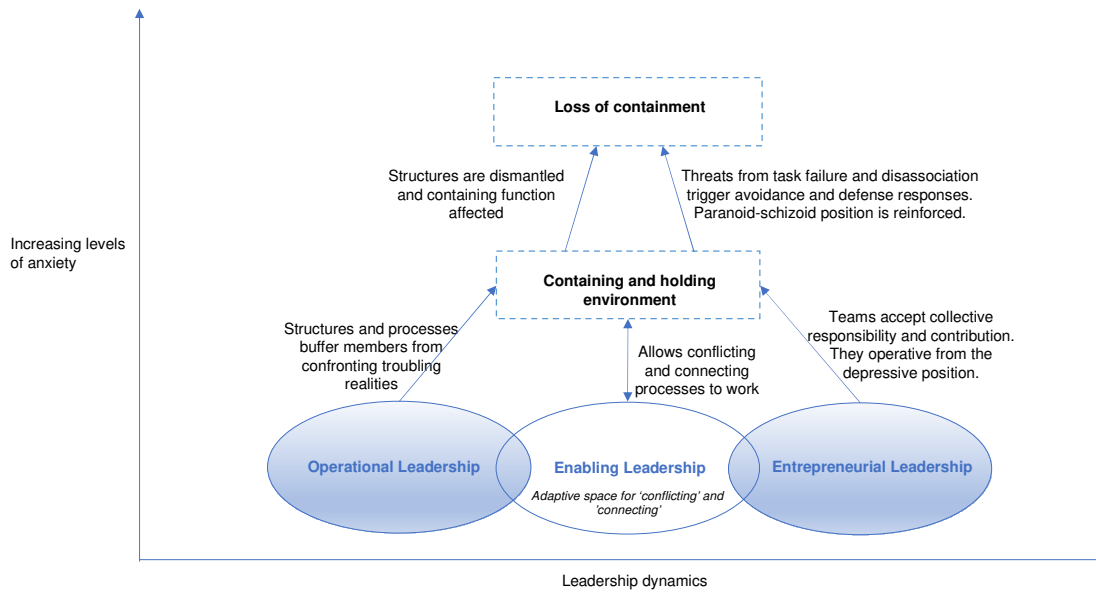 Loss of containment
Structures are dismantled
and containing function
affected
Threats from task failure and disassociation
trigger avoidance and defense responses.
Paranoid-schizoid position is reinforced.
Increasing levels
of anxiety
Containing and holding
environment
Structures and processes
buffer members from
confronting troubling
realities
Allows conflicting
and connecting
processes to work
Teams accept collective
responsibility and contribution.
They operative from the
depressive position.
Operational Leadership
Enabling Leadership
Adaptive space for ‘conflicting’ and
‘connecting’
Entrepreneurial Leadership
Leadership dynamics